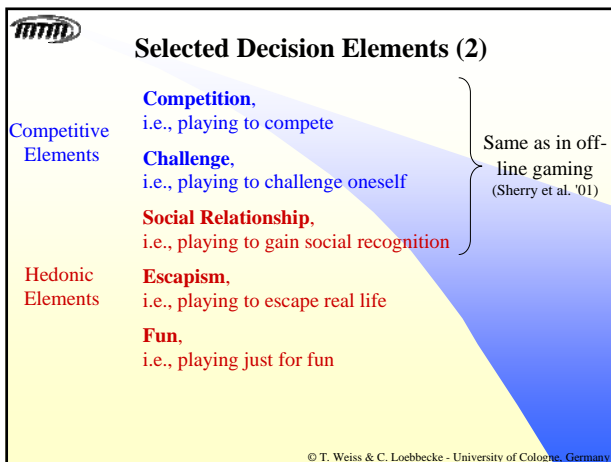 mtm
Selected Decision Elements (2)
Competitive
Elements
Competition,
i.e., playing to compete
Challenge,
i.e., playing to challenge oneself
Same as in off-
line gaming
(Sherry et al. '01)
Hedonic
Elements
Social Relationship,
i.e., playing to gain social recognition
Escapism,
i.e., playing to escape real life
Fun,
i.e., playing just for fun
© T. Weiss & C. Loebbecke - University of Cologne, Germany